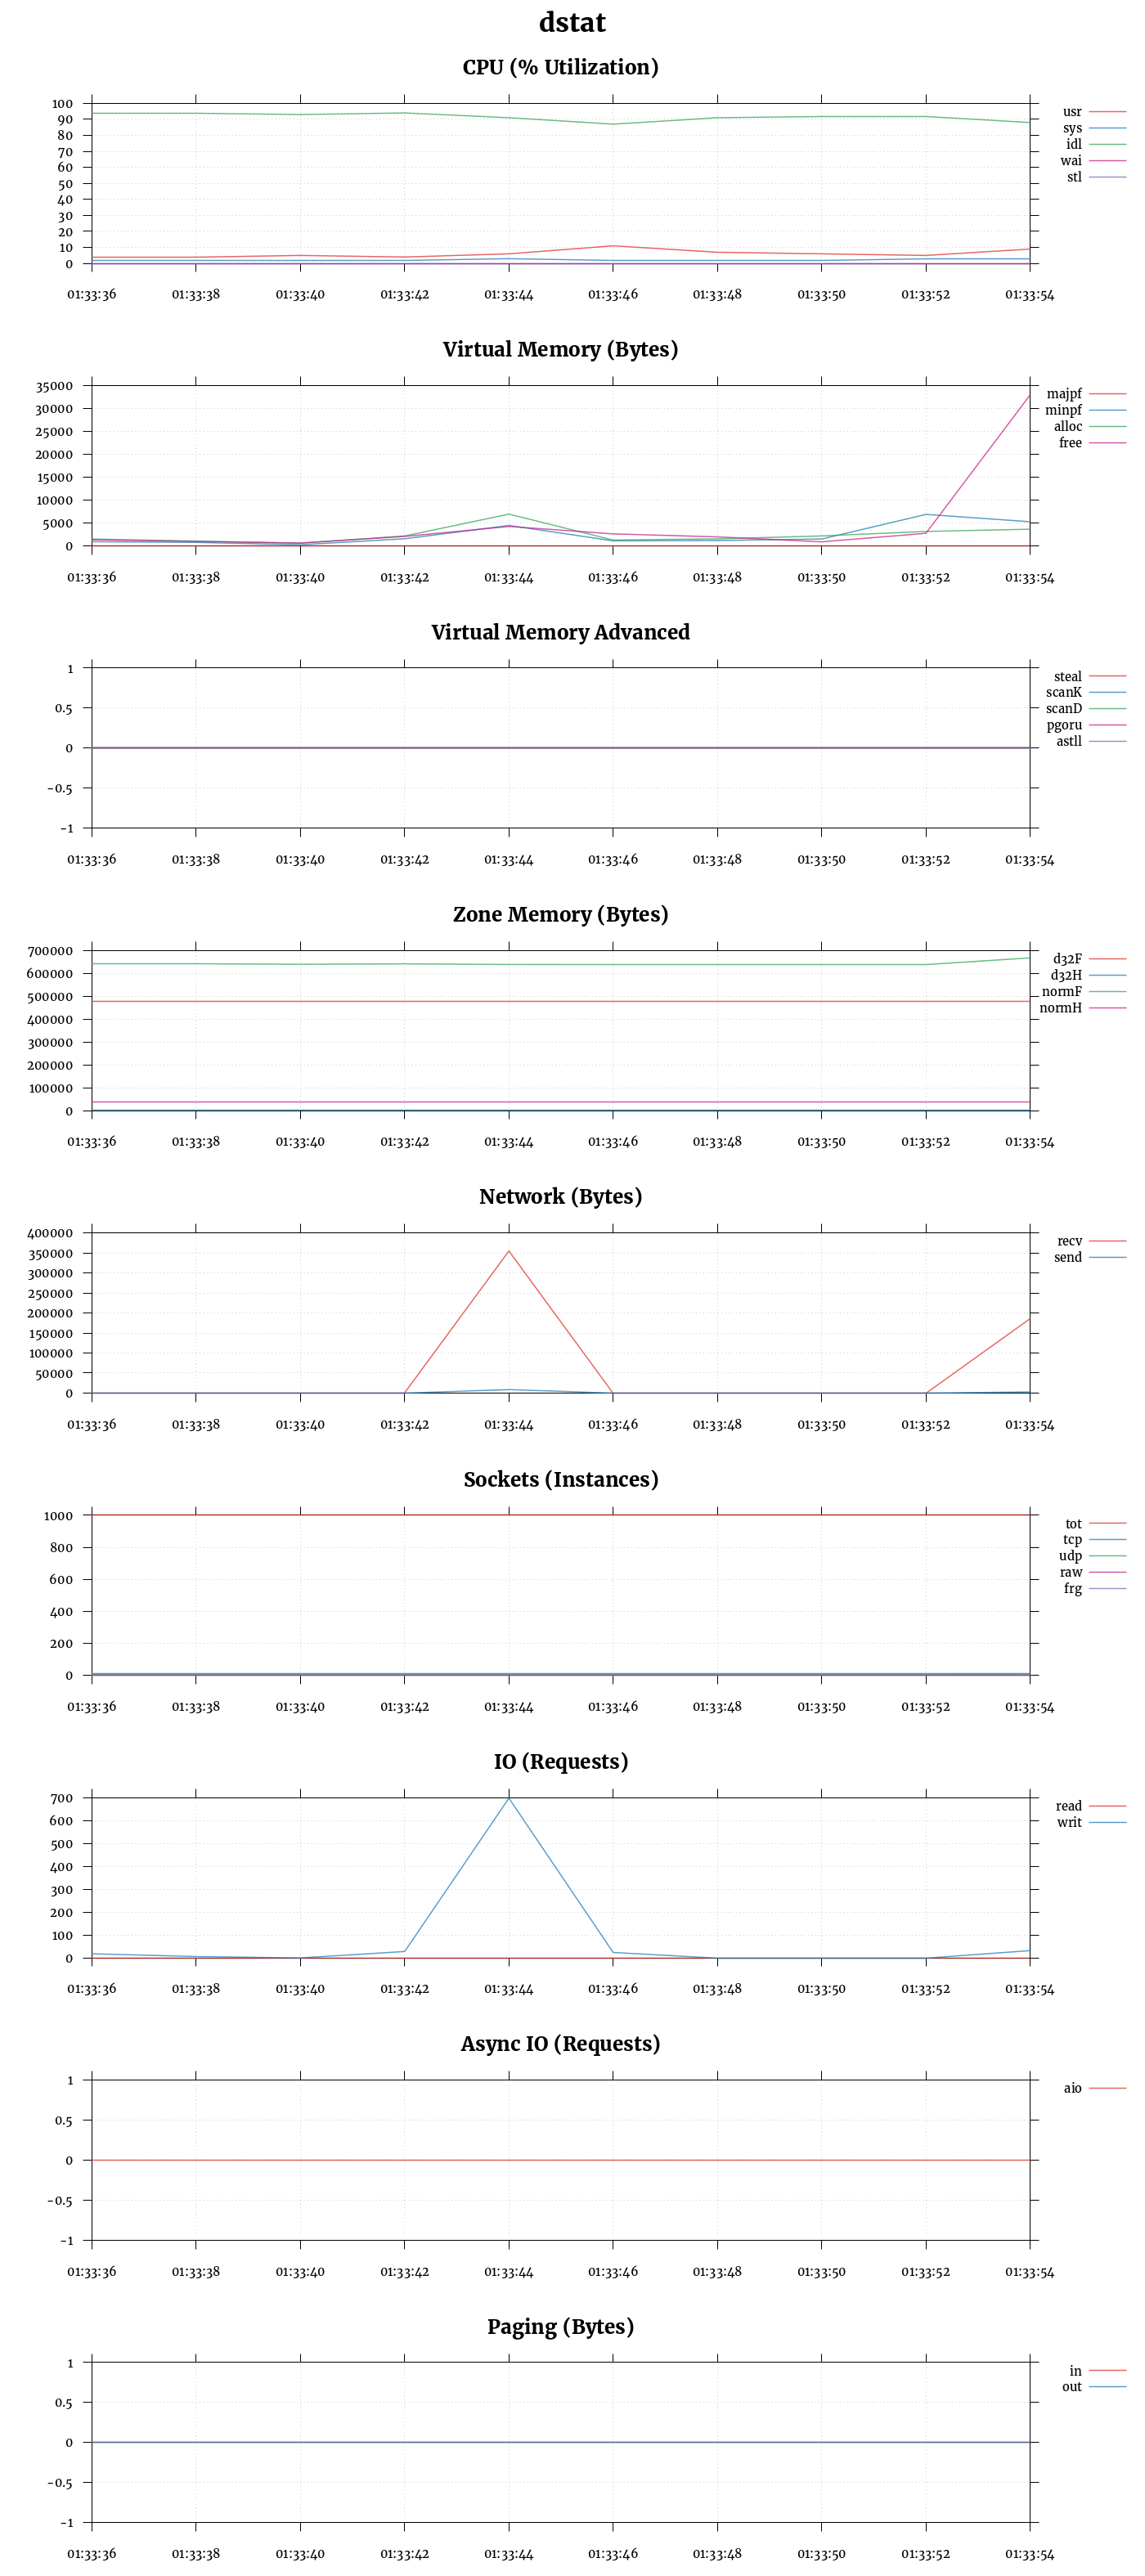 dstat
CPU (% Utilization)
100
90
80
70
60
50
40
30
20
10
0
usr
sys
idl
wai
stl
01:33:36 01:33:38 01:33:40 01:33:42 01:33:44 01:33:46 01:33:48 01:33:50 01:33:52 01:33:54
Virtual Memory (Bytes)
35000
30000
25000
20000
15000
10000
5000
0
majpf
minpf
alloc
free
01:33:36 01:33:38 01:33:40 01:33:42 01:33:44 01:33:46 01:33:48 01:33:50 01:33:52 01:33:54
Virtual Memory Advanced
1
0.5
0
-0.5
-1
steal
scanK
scanD
pgoru
astll
01:33:36 01:33:38 01:33:40 01:33:42 01:33:44 01:33:46 01:33:48 01:33:50 01:33:52 01:33:54
Zone Memory (Bytes)
700000
600000
500000
400000
300000
200000
100000
0
d32F
d32H
normF
normH
01:33:36 01:33:38 01:33:40 01:33:42 01:33:44 01:33:46 01:33:48 01:33:50 01:33:52 01:33:54
Network (Bytes)
400000
350000
300000
250000
200000
150000
100000
50000
0
recv
send
01:33:36 01:33:38 01:33:40 01:33:42 01:33:44 01:33:46 01:33:48 01:33:50 01:33:52 01:33:54
Sockets (Instances)
1000
800
600
400
200
0
tot
tcp
udp
raw
frg
01:33:36 01:33:38 01:33:40 01:33:42 01:33:44 01:33:46 01:33:48 01:33:50 01:33:52 01:33:54
IO (Requests)
700
600
500
400
300
200
100
0
read
writ
01:33:36 01:33:38 01:33:40 01:33:42 01:33:44 01:33:46 01:33:48 01:33:50 01:33:52 01:33:54
Async IO (Requests)
1
0.5
0
-0.5
-1
aio
01:33:36 01:33:38 01:33:40 01:33:42 01:33:44 01:33:46 01:33:48 01:33:50 01:33:52 01:33:54
Paging (Bytes)
1
0.5
0
-0.5
-1
in
out
01:33:36 01:33:38 01:33:40 01:33:42 01:33:44 01:33:46 01:33:48 01:33:50 01:33:52 01:33:54